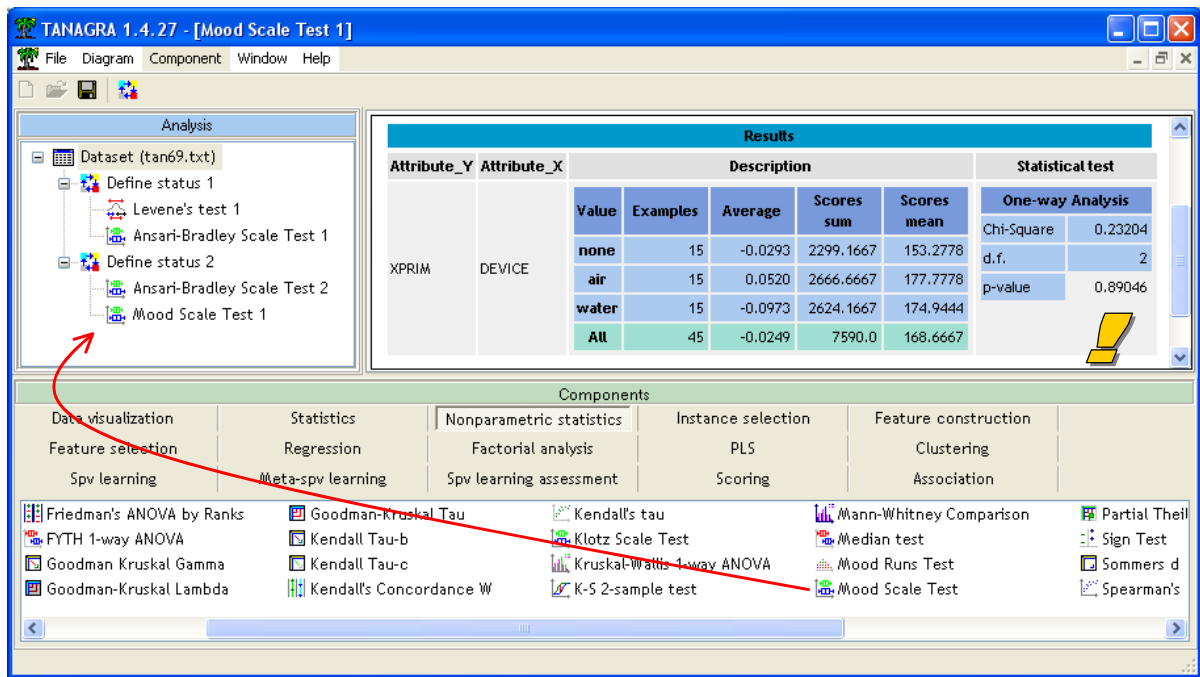 TANAGRA 1.4.27 - [Mood Scale Test 1]
File Diagram Component Window Help
Analysis
Dataset (tan69.txt)
Define status 1
Levene's test 1
Ansari-Bradley Scale Test 1
Define status 2
Ansari-Bradley Scale Test 2
Mood Scale Test 1
Results
Attribute_Y Attribute_X Description Statistical test
Value Examples Average Scores sum Scores mean
none 15 -0.0293 2299.1667 153.2778
air 15 0.0520 2666.6667 177.7778
water 15 -0.0973 2624.1667 174.9444
All 45 -0.0249 7590.0 168.6667
XPRIM DEVICE
One-way Analysis
Chi-Square 0.23204
d.f. 2
p-value 0.89046
Components
Data visualization Statistics Nonparametric statistics Instance selection Feature construction
Feature selection Regression Factorial analysis PLS Clustering
Spv learning Meta-spv learning Spv learning assessment Scoring Association
Friedman's ANOVA by Ranks Goodman-Kruskal Tau Kendall's tau Mann-Whitney Comparison Partial Theil
FYTH 1-way ANOVA Kendall Tau-b Klotz Scale Test Median test Sign Test
Goodman Kruskal Gamma Kendall Tau-c Kruskal-Wallis 1-way ANOVA Mood Runs Test Sommers d
Goodman-Kruskal Lambda Kendall's Concordance W K-S 2-sample test Mood Scale Test Spearman's